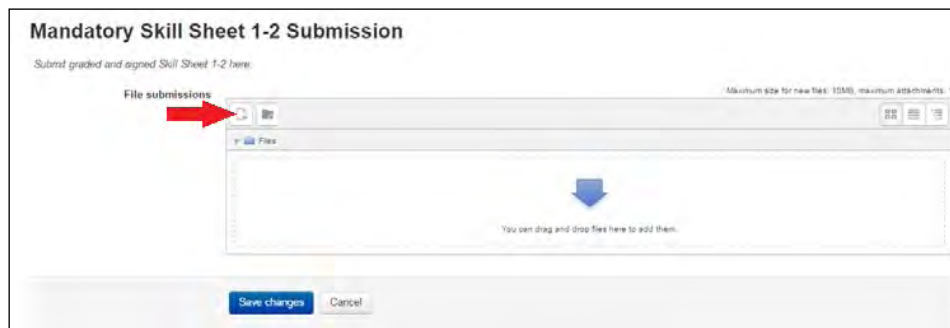 Mandatory Skill Sheet 1-2 Submission
Submit graded and signed Skill Sheet 1-2 here.
File submissions
Maximum size for new files: 10MB, maximum attachments:
Files
You can drag and drop files here to add them.
Save changes
Cancel